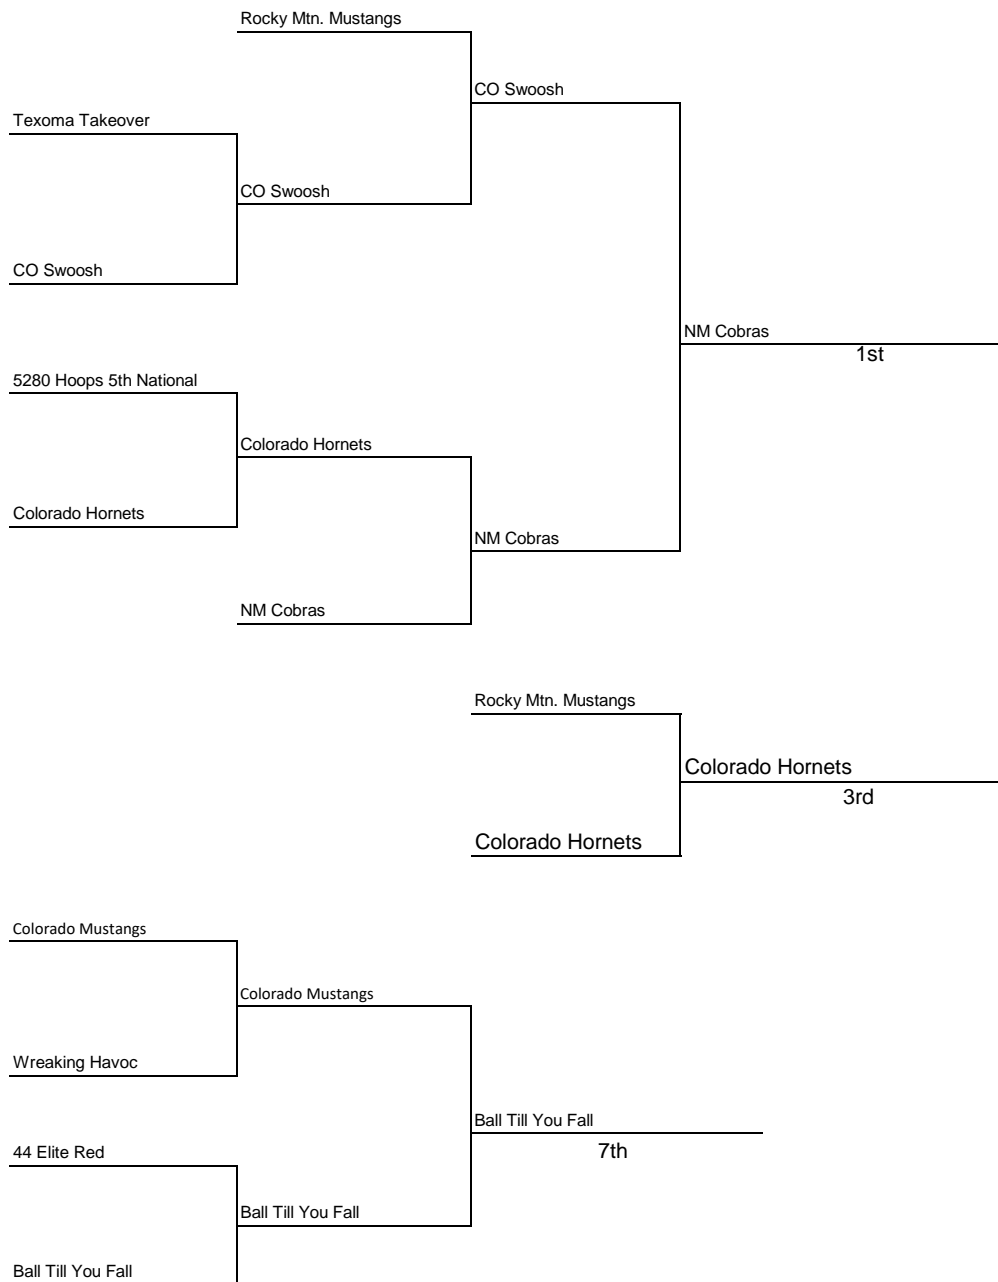 Rocky Mtn. Mustangs
CO Swoosh
Texoma Takeover
CO Swoosh
CO Swoosh
NM Cobras
1st
5280 Hoops 5th National
Colorado Hornets
Colorado Hornets
NM Cobras
NM Cobras
Rocky Mtn. Mustangs
Colorado Hornets
3rd
Colorado Hornets
Colorado Mustangs
Colorado Mustangs
Wreaking Havoc
Ball Till You Fall
7th
44 Elite Red
Ball Till You Fall
Ball Till You Fall